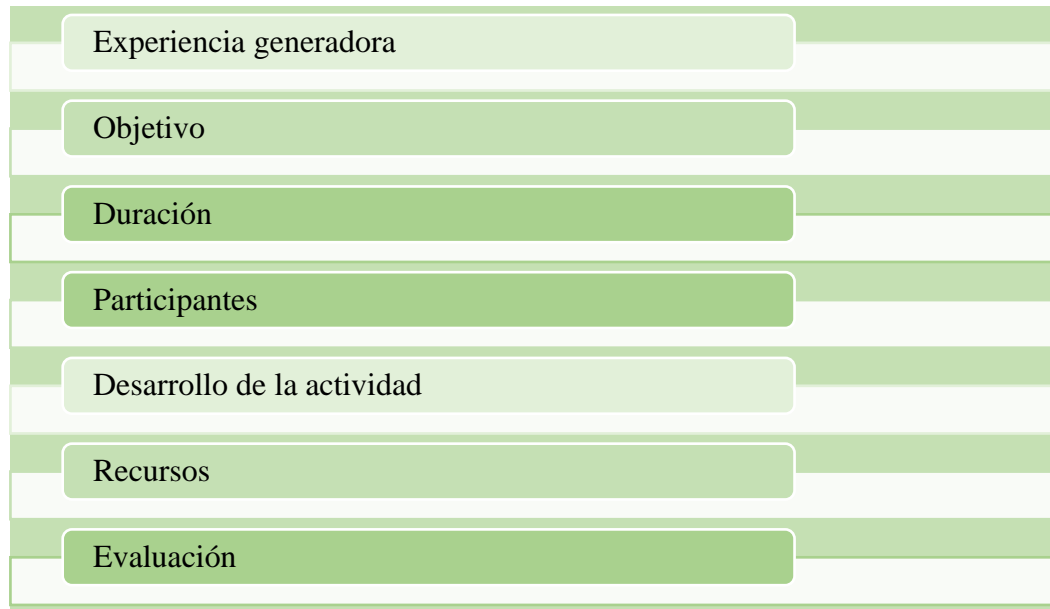 Experiencia generadora
Objetivo
Duración
Participantes
Desarrollo de la actividad
Recursos
Evaluación